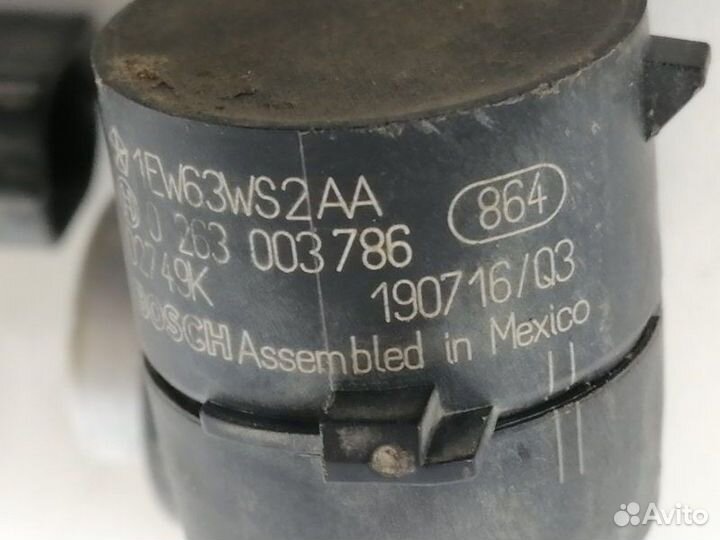 1EW63WS2AA
864
0 263 003 786
02749K
190716/Q3
BOSCH Assembled in Mexico
Avito